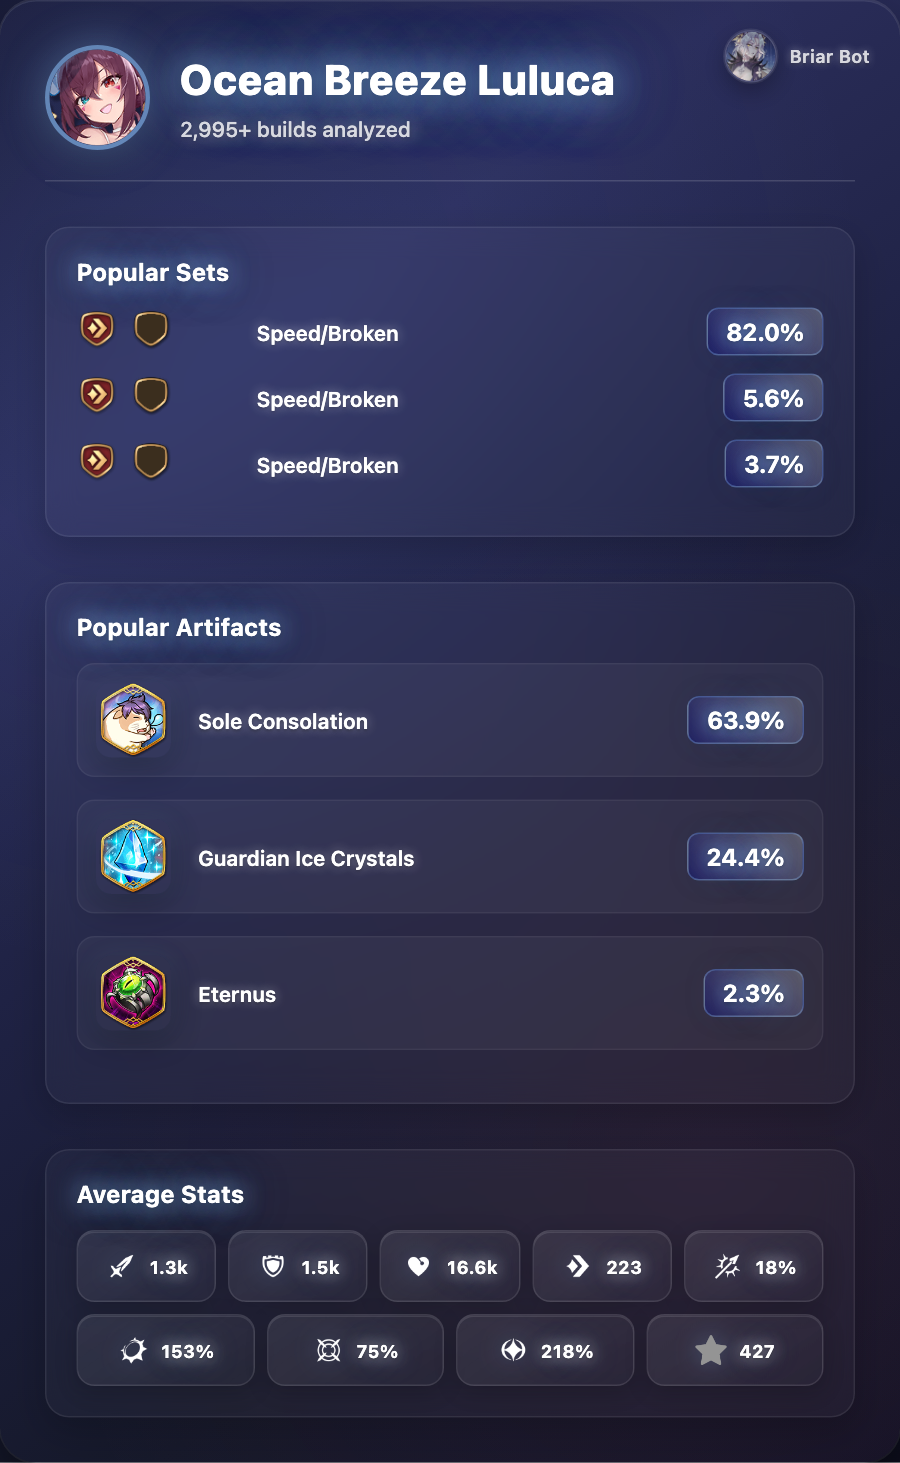 Ocean Breeze Luluca
2,995+ builds analyzed
Briar Bot
Popular Sets
Speed/Broken 82.0%
Speed/Broken 5.6%
Speed/Broken 3.7%
Popular Artifacts
Sole Consolation 63.9%
Guardian Ice Crystals 24.4%
Eternus 2.3%
Average Stats
1.3k 1.5k 16.6k 223 18%
153% 75% 218% 427